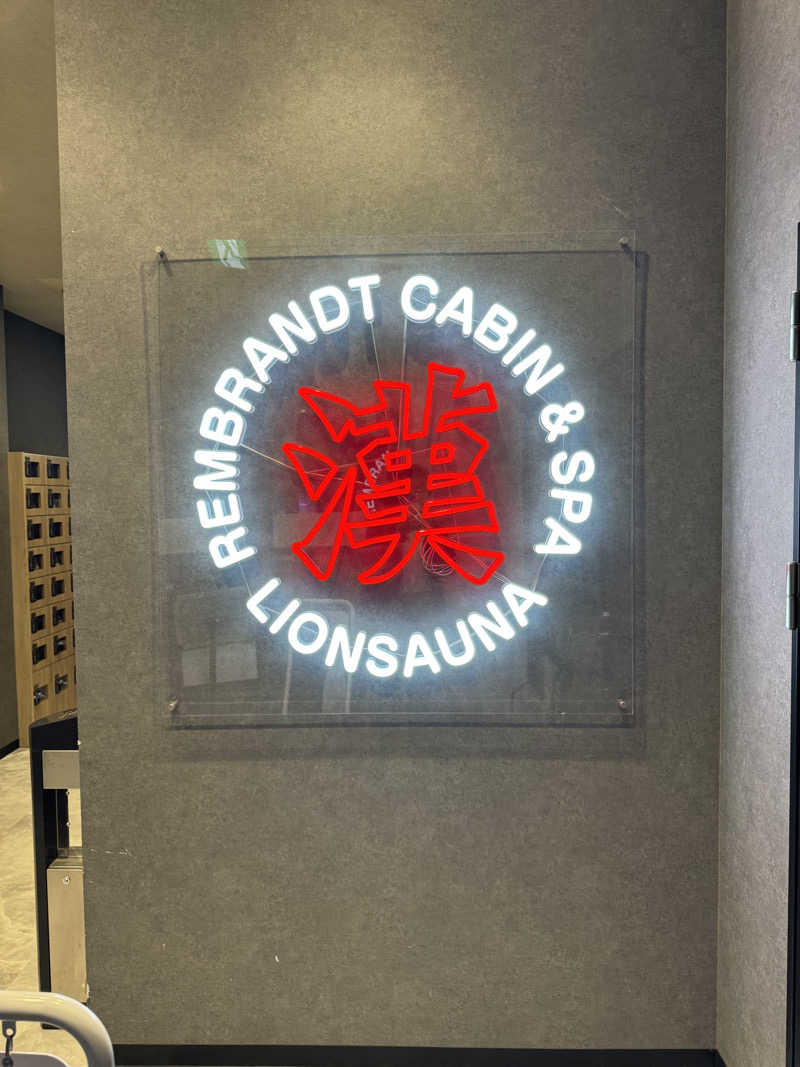 REMBRANDT CABIN & SPA
漢
LIONSAUNA